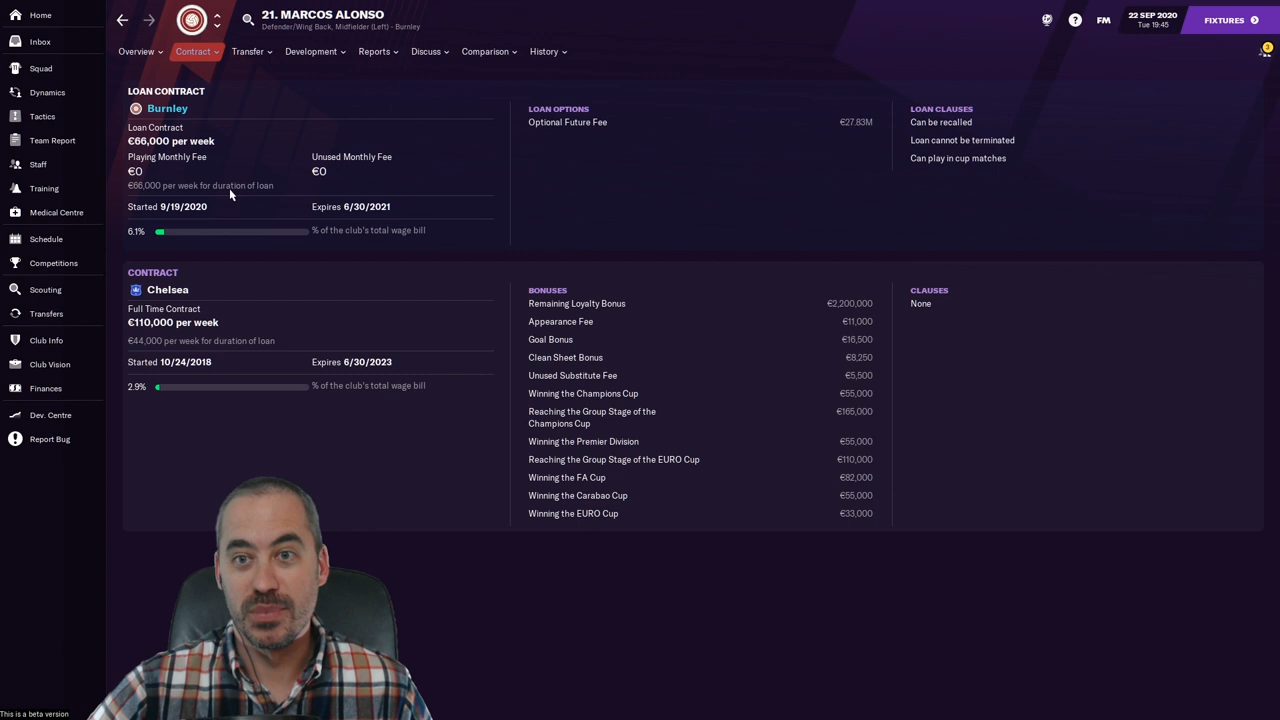 Home
Inbox
Squad
Dynamics
Tactics
Team Report
Staff
Training
Medical Centre
Schedule
Competitions
Scouting
Transfers
Club Info
Club Vision
Finances
Dev. Centre
Report Bug
This is a beta version
21. MARCOS ALONSO
Defender/Wing Back, Midfielder (Left) - Burnley
?
FM
22 SEP 2020
Tue 19:45
FIXTURES
2
Overview
Contract
Transfer
Development
Reports
Discuss
Comparison
History
LOAN CONTRACT
Burnley
Loan Contract
€66,000 per week
Playing Monthly Fee
Unused Monthly Fee
€0
€0
€66,000 per week for duration of loan
Started 9/19/2020
Expires 6/30/2021
6.1%
% of the club's total wage bill
LOAN OPTIONS
Optional Future Fee
€27.83M
LOAN CLAUSES
Can be recalled
Loan cannot be terminated
Can play in cup matches
CONTRACT
Chelsea
Full Time Contract
€110,000 per week
€44,000 per week for duration of loan
Started 10/24/2018
Expires 6/30/2023
2.9%
% of the club's total wage bill
BONUSES
Remaining Loyalty Bonus
€2,200,000
Appearance Fee
€11,000
Goal Bonus
€16,500
Clean Sheet Bonus
€8,250
Unused Substitute Fee
€5,500
Winning the Champions Cup
€55,000
Reaching the Group Stage of the
Champions Cup
€165,000
Winning the Premier Division
€55,000
Reaching the Group Stage of the EURO Cup
€110,000
Winning the FA Cup
€82,000
Winning the Carabao Cup
€55,000
Winning the EURO Cup
€33,000
CLAUSES
None